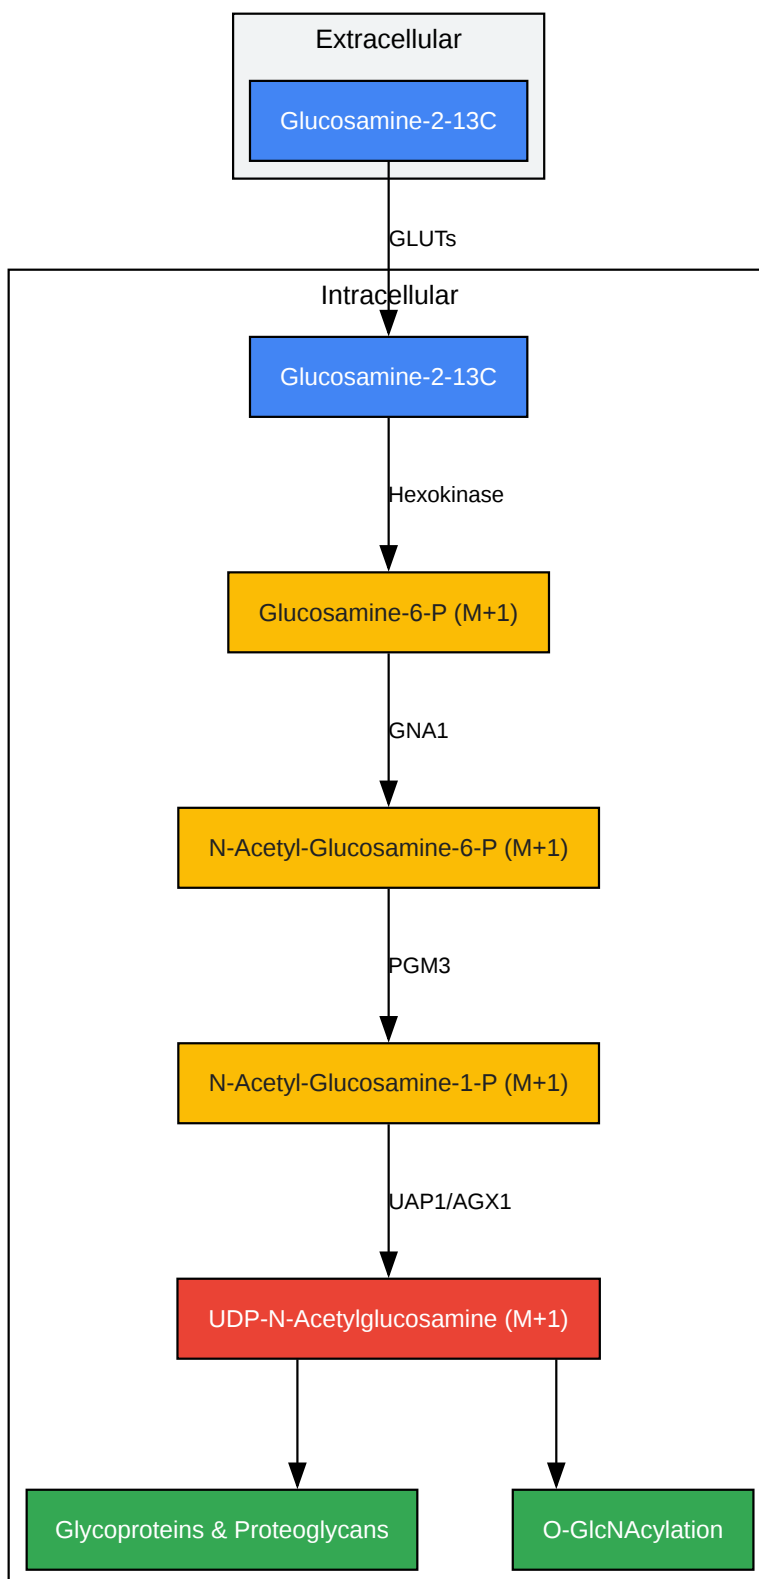 Extracellular
Glucosamine-2-13C
GLUTs
Intracellular
Glucosamine-2-13C
Hexokinase
Glucosamine-6-P (M+1)
GNA1
N-Acetyl-Glucosamine-6-P (M+1)
PGM3
N-Acetyl-Glucosamine-1-P (M+1)
UAP1/AGX1
UDP-N-Acetylglucosamine (M+1)
Glycoproteins & Proteoglycans
O-GlcNAcylation